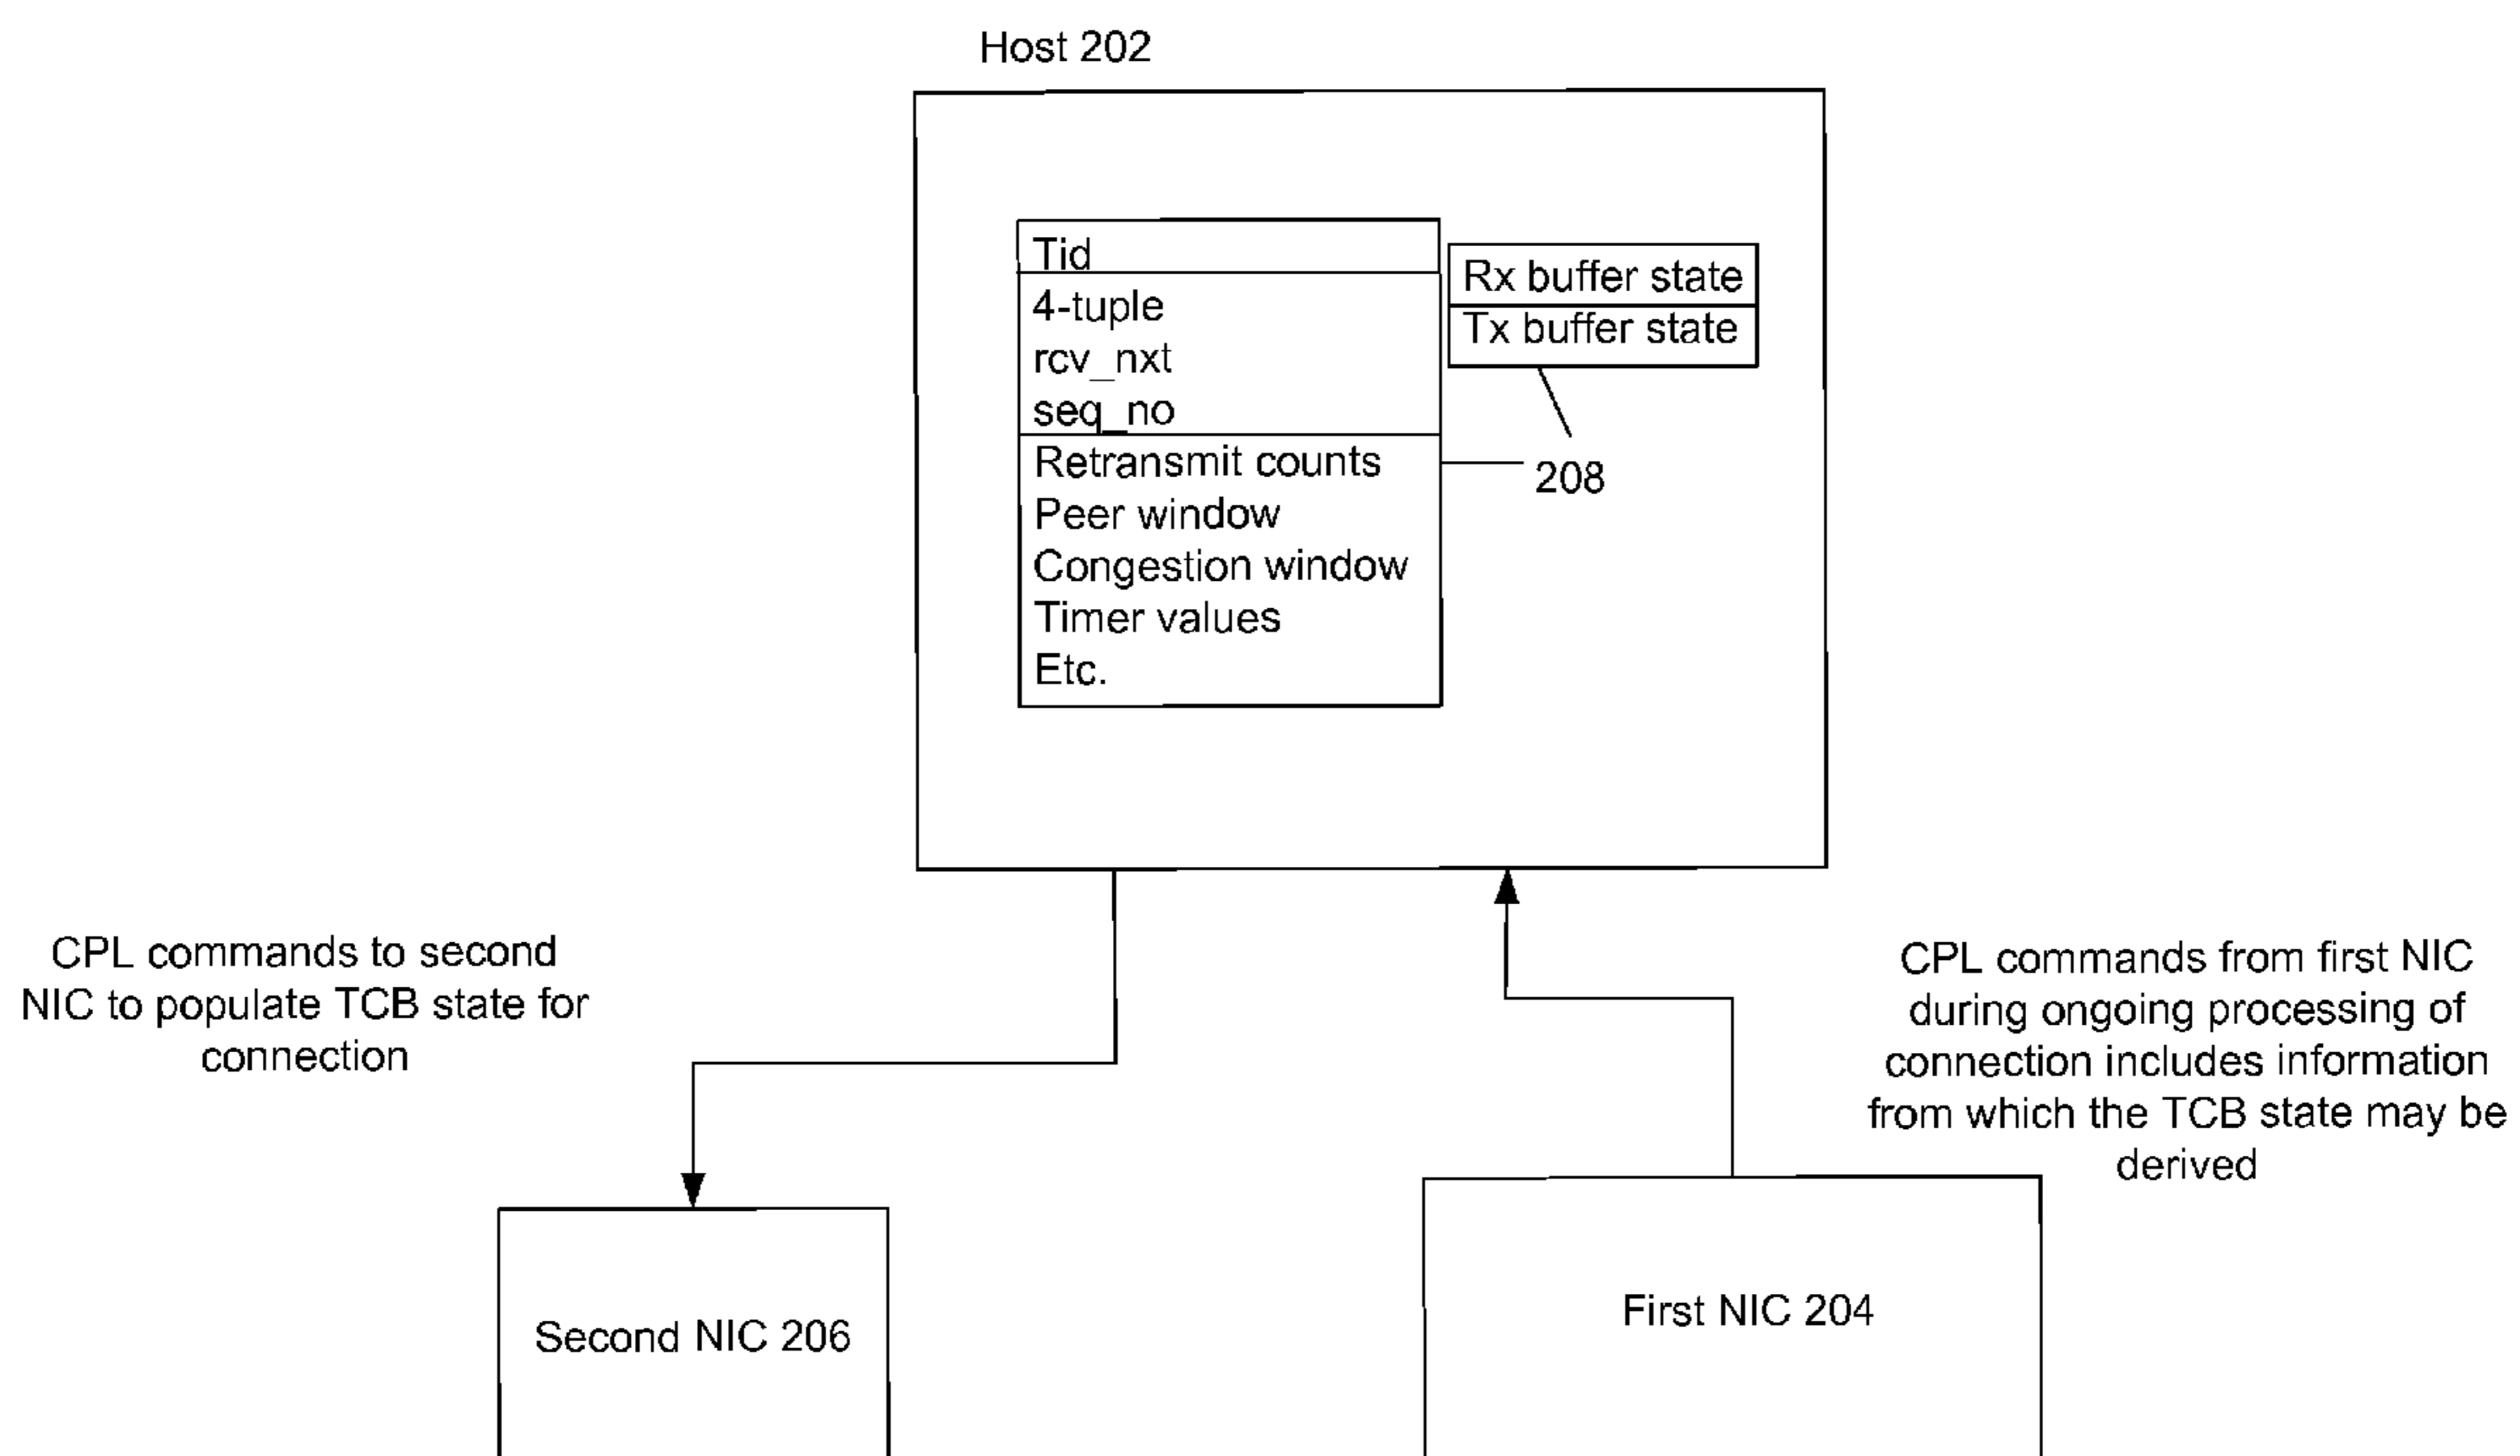 Host 202
Tid
4-tuple
rcv_nxt
seq_no
Retransmit counts
Peer window
Congestion window
Timer values
Etc.
Rx buffer state
Tx buffer state
208
CPL commands to second
NIC to populate TCB state for
connection
CPL commands from first NIC
during ongoing processing of
connection includes information
from which the TCB state may be
derived
Second NIC 206
First NIC 204